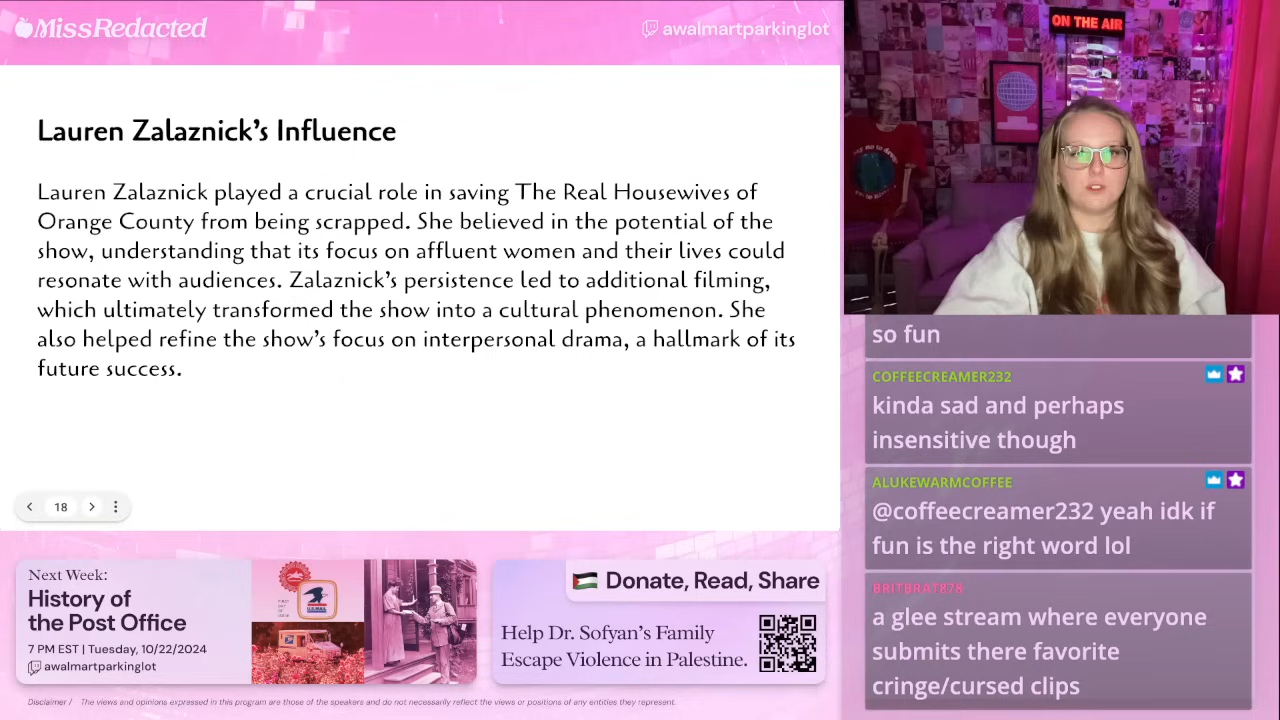 MissRedacted
awalmartparkinglot
ON THE AIR
Lauren Zalaznick's Influence
Lauren Zalaznick played a crucial role in saving The Real Housewives of
Orange County from being scrapped. She believed in the potential of the
show, understanding that its focus on affluent women and their lives could
resonate with audiences. Zalaznick's persistence led to additional filming,
which ultimately transformed the show into a cultural phenomenon. She
also helped refine the show's focus on interpersonal drama, a hallmark of its
future success.
18
so fun
COFFEECREAMER232
kinda sad and perhaps
insensitive though
ALUKEWARMCOFFEE
@coffeecreamer232 yeah idk if
fun is the right word lol
BRITBRAT878
a glee stream where everyone
submits there favorite
cringe/cursed clips
Next Week:
History of
the Post Office
7 PM EST | Tuesday, 10/22/2024
awalmartparkinglot
Donate, Read, Share
Help Dr. Sofyan's Family
Escape Violence in Palestine.
Disclaimer / The views and opinions expressed in this program are those of the speakers and do not necessarily reflect the views or positions of any entities they represent.